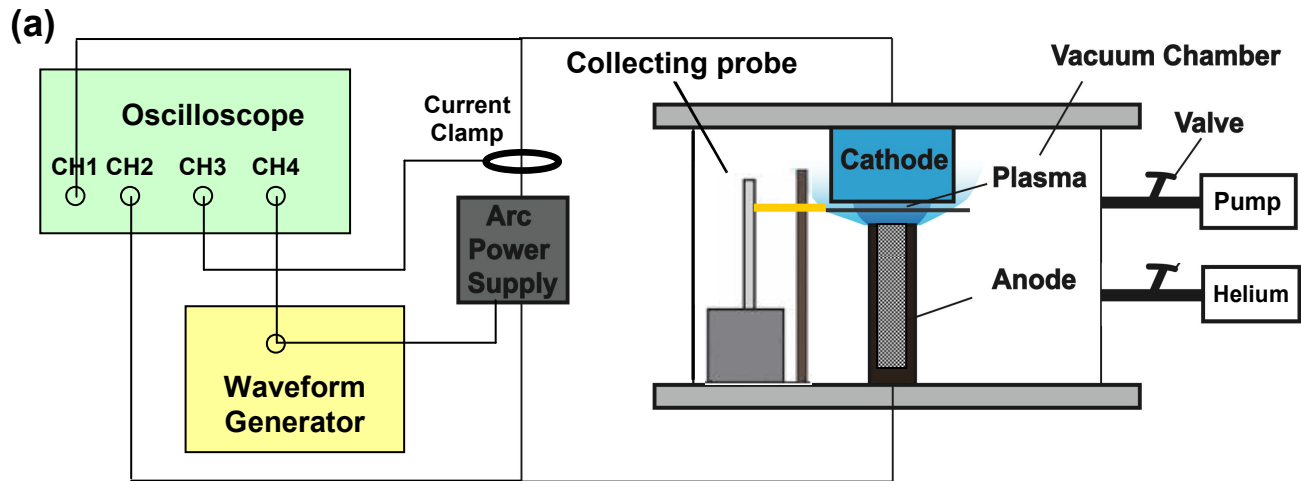 (a)
Oscilloscope
CH1 CH2 CH3 CH4
Current
Clamp
Arc
Power
Supply
Waveform
Generator
Collecting probe
Vacuum Chamber
Valve
Cathode
Plasma
Pump
Anode
Helium